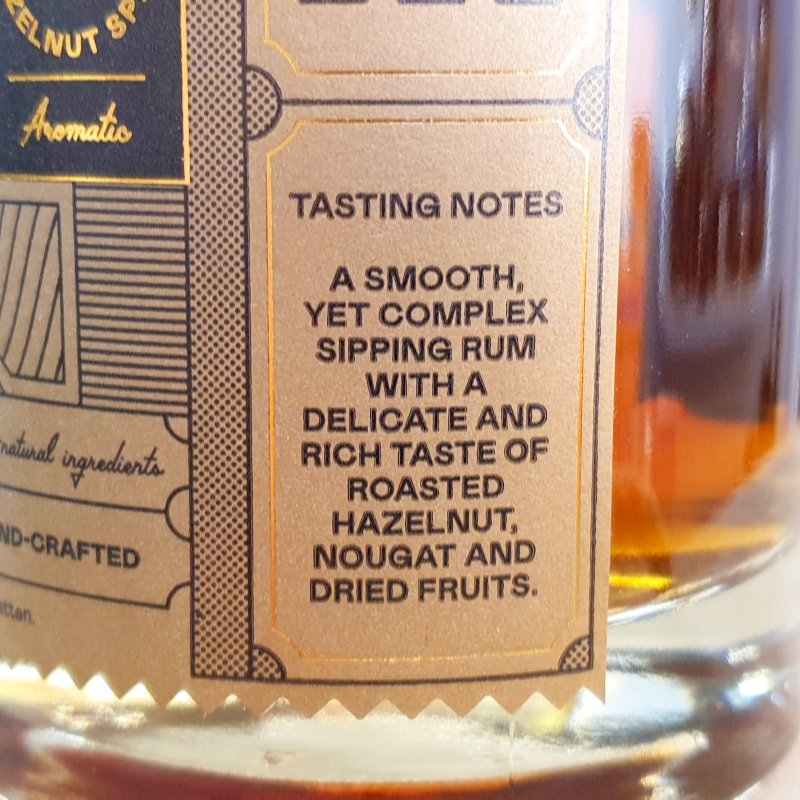 Aromatic
natural ingredients
CRAFTED
TASTING NOTES
A SMOOTH,
YET COMPLEX
SIPPING RUM
WITH A
DELICATE AND
RICH TASTE OF
ROASTED
HAZELNUT,
NOUGAT AND
DRIED FRUITS.